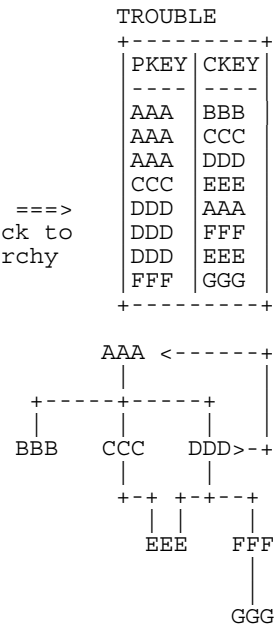 TROUBLE
+---------+
|PKEY|CKEY|
|---- |---- |
|AAA |BBB |
|AAA |CCC |
|AAA |DDD |
|CCC |EEE |
===> |DDD |AAA |
ck to |DDD |FFF |
rchy |DDD |EEE |
|FFF |GGG |
+---------+
AAA <------+
| |
+-----+-----+ |
| | | |
BBB CCC DDD>-+
| |
+-+ +-+--+
| | |
EEE FFF
|
GGG